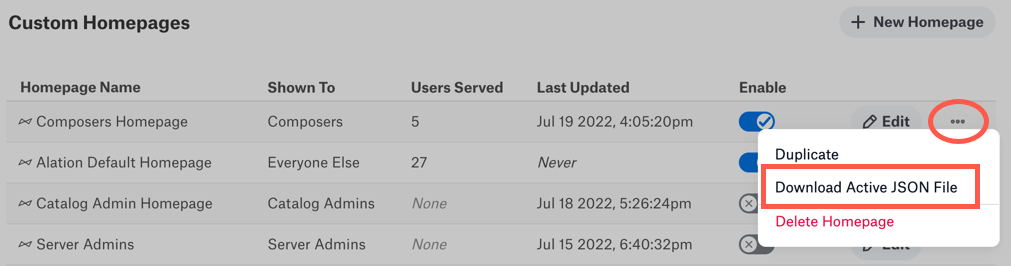 Custom Homepages
+ New Homepage
Homepage Name Shown To Users Served Last Updated Enable
Composers Homepage Composers 5 Jul 19 2022, 4:05:20pm Edit
Alation Default Homepage Everyone Else 27 Never
Duplicate
Download Active JSON File
Catalog Admin Homepage Catalog Admins None Jul 18 2022, 5:26:24pm
Delete Homepage
Server Admins Server Admins None Jul 15 2022, 6:40:32pm Edit